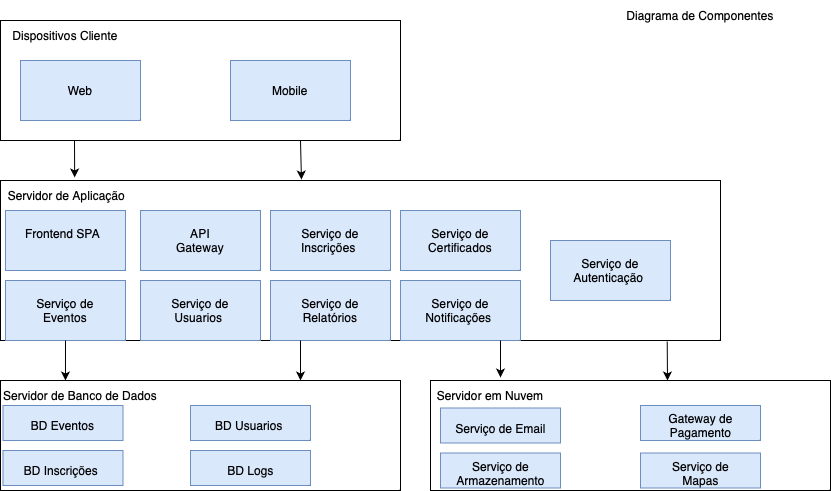 Diagrama de Componentes
Dispositivos Cliente
Web
Mobile
Servidor de Aplicação
Frontend SPA
API
Gateway
Serviço de
Inscrições
Serviço de
Certificados
Serviço de
Autenticação
Serviço de
Eventos
Serviço de
Usuarios
Serviço de
Relatórios
Serviço de
Notificações
Servidor de Banco de Dados
BD Eventos
BD Usuarios
BD Inscrições
BD Logs
Servidor em Nuvem
Serviço de Email
Gateway de
Pagamento
Serviço de
Armazenamento
Serviço de
Mapas